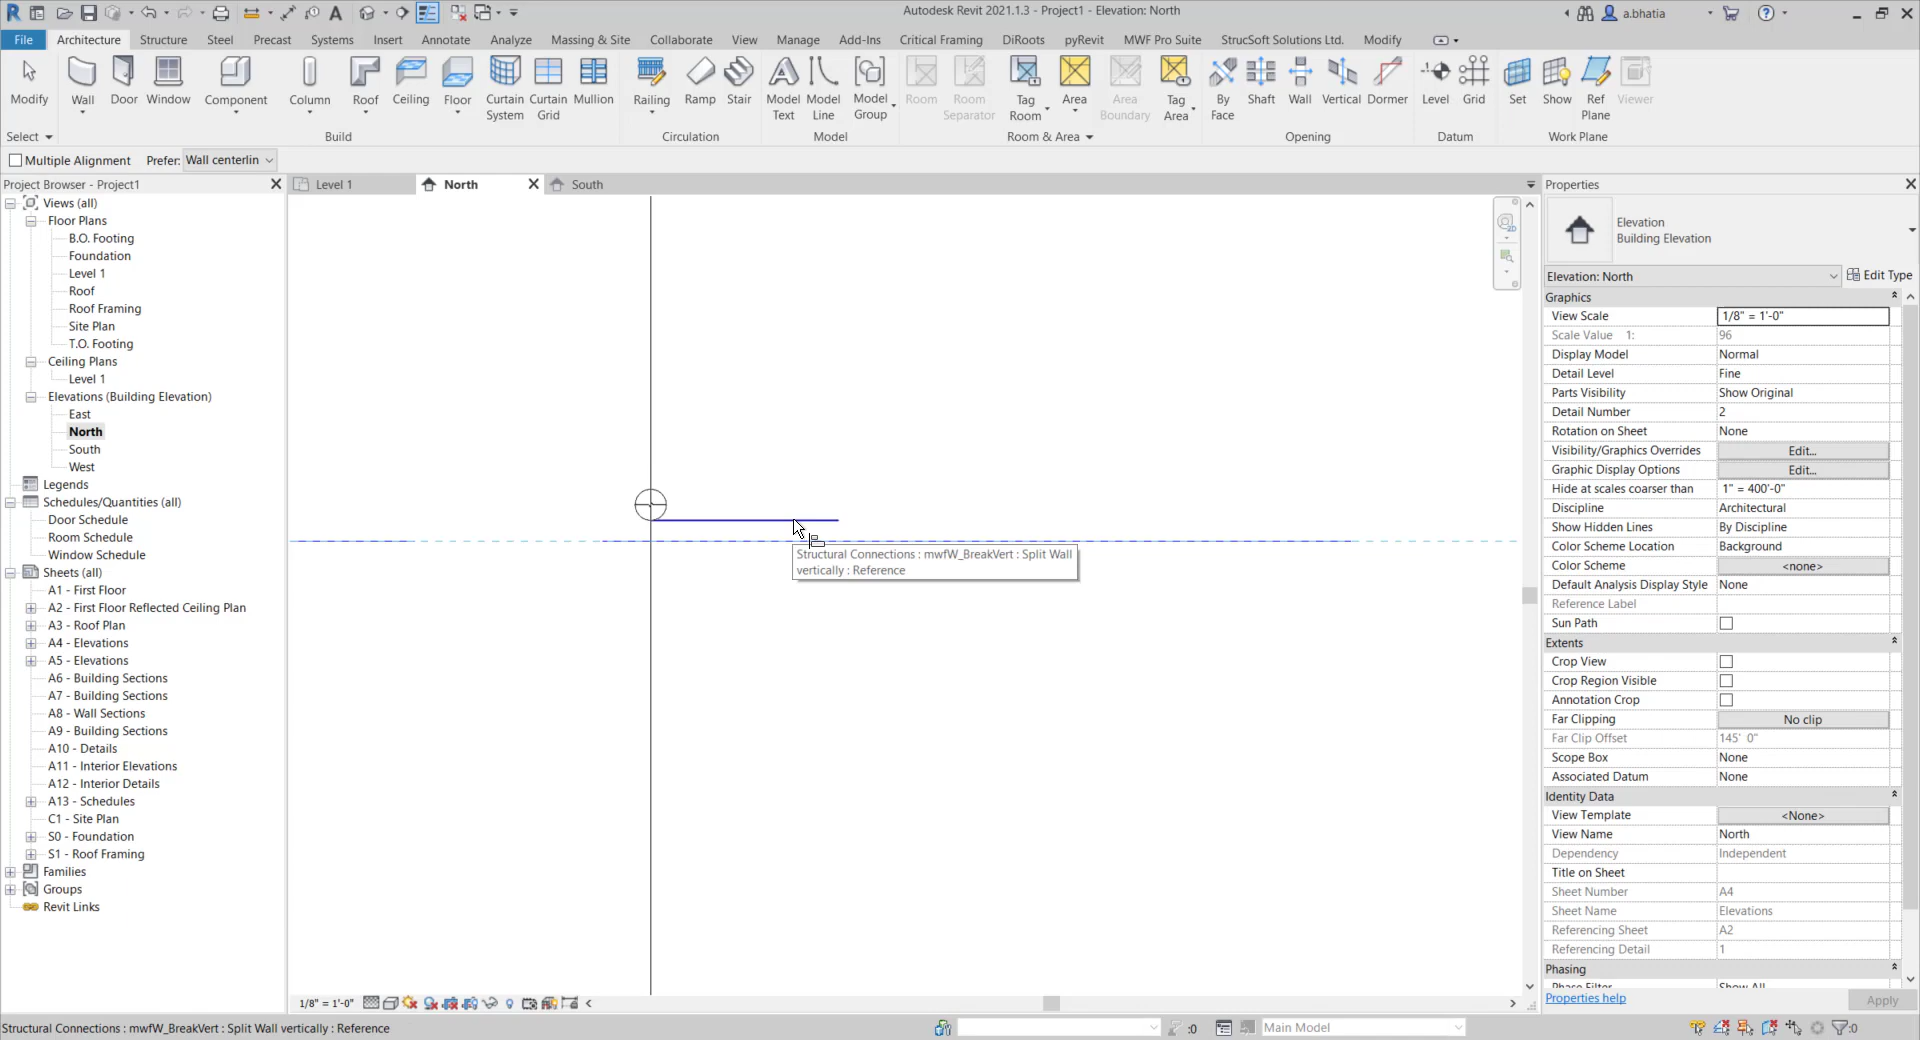 Autodesk Revit 2021.1.3 - Project1 - Elevation: North
a.bhatia
File Architecture Structure Steel Precast Systems Insert Annotate Analyze Massing & Site Collaborate View Manage Add-Ins Critical Framing DiRoots pyRevit MWF Pro Suite StrucSoft Solutions Ltd. Modify
Modify Wall Door Window Component Column Roof Ceiling Floor Curtain System Curtain Grid Mullion Railing Ramp Stair Model Text Model Line Model Group Room Room Separator Tag Room Area Area Boundary Tag Area By Face Shaft Wall Vertical Dormer Level Grid Set Show Ref Plane Viewer
Select Build Circulation Model Room & Area Opening Datum Work Plane
Multiple Alignment Prefer: Wall centerlin
Project Browser - Project1
Level 1 North South
Views (all)
Floor Plans
B.O. Footing
Foundation
Level 1
Roof
Roof Framing
Site Plan
T.O. Footing
Ceiling Plans
Level 1
Elevations (Building Elevation)
East
North
South
West
Legends
Schedules/Quantities (all)
Door Schedule
Room Schedule
Window Schedule
Sheets (all)
A1 - First Floor
A2 - First Floor Reflected Ceiling Plan
A3 - Roof Plan
A4 - Elevations
A5 - Elevations
A6 - Building Sections
A7 - Building Sections
A8 - Wall Sections
A9 - Building Sections
A10 - Details
A11 - Interior Elevations
A12 - Interior Details
A13 - Schedules
C1 - Site Plan
S0 - Foundation
S1 - Roof Framing
Families
Groups
Revit Links
Structural Connections : mwfW_BreakVert : Split Wall
vertically : Reference
Properties
Elevation
Building Elevation
Elevation: North Edit Type
Graphics
View Scale 1/8" = 1'-0"
Scale Value 1: 96
Display Model Normal
Detail Level Fine
Parts Visibility Show Original
Detail Number 2
Rotation on Sheet None
Visibility/Graphics Overrides Edit...
Graphic Display Options Edit...
Hide at scales coarser than 1" = 400'-0"
Discipline Architectural
Show Hidden Lines By Discipline
Color Scheme Location Background
Color Scheme <none>
Default Analysis Display Style None
Reference Label
Sun Path
Extents
Crop View
Crop Region Visible
Annotation Crop
Far Clipping No clip
Far Clip Offset 145' 0"
Scope Box None
Associated Datum None
Identity Data
View Template <None>
View Name North
Dependency Independent
Title on Sheet
Sheet Number A4
Sheet Name Elevations
Referencing Sheet A2
Referencing Detail 1
Phasing
Phase Filter Show All
Properties help Apply
1/8" = 1'-0"
Structural Connections : mwfW_BreakVert : Split Wall vertically : Reference
:0 Main Model :0